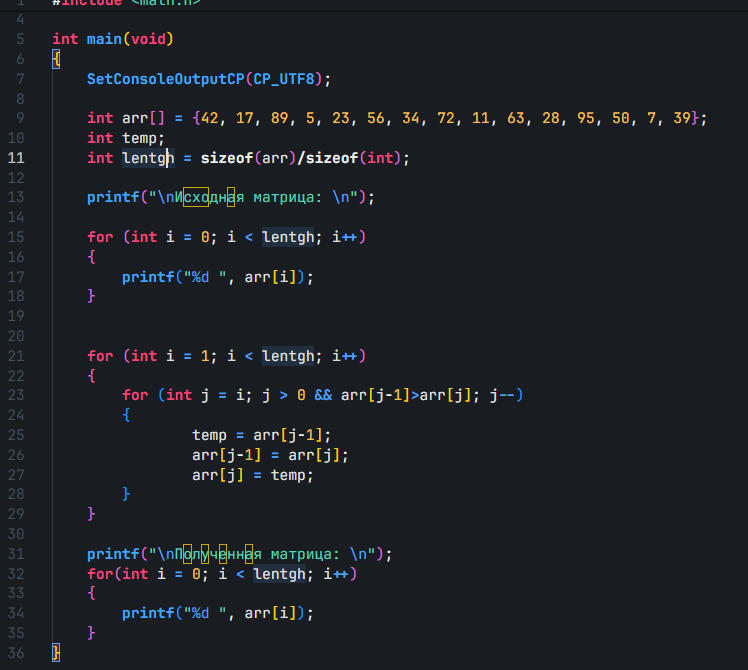 1 #include <math.h>
4
5 int main(void)
6 {
7 SetConsoleOutputCP(CP_UTF8);
8
9 int arr[] = {42, 17, 89, 5, 23, 56, 34, 72, 11, 63, 28, 95, 50, 7, 39};
10 int temp;
11 int lentgh = sizeof(arr)/sizeof(int);
12
13 printf("\nИсходная матрица: \n");
14
15 for (int i = 0; i < lentgh; i++)
16 {
17 printf("%d ", arr[i]);
18 }
19
20
21 for (int i = 1; i < lentgh; i++)
22 {
23 for (int j = i; j > 0 && arr[j-1]>arr[j]; j--)
24 {
25 temp = arr[j-1];
26 arr[j-1] = arr[j];
27 arr[j] = temp;
28 }
29 }
30
31 printf("\nПолученная матрица: \n");
32 for(int i = 0; i < lentgh; i++)
33 {
34 printf("%d ", arr[i]);
35 }
36 }